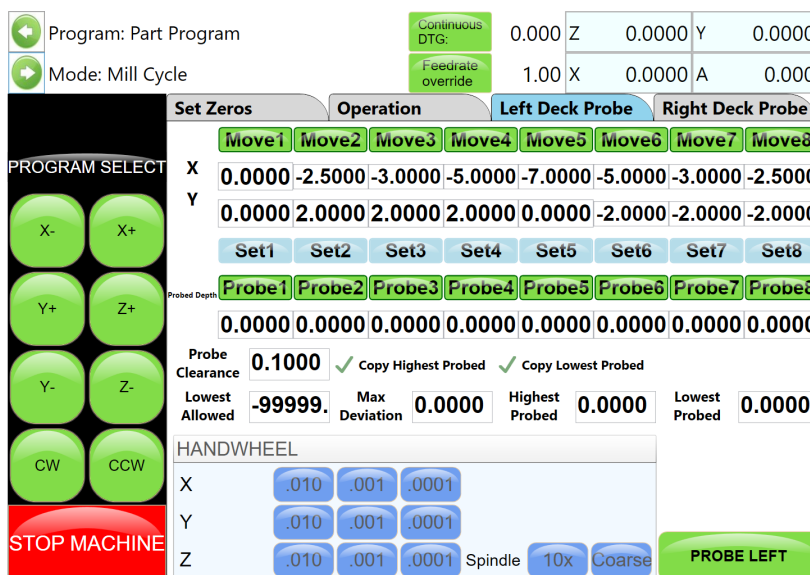 Program: Part Program Continuous DTG: 0.000 Z 0.0000 Y 0.0000
Mode: Mill Cycle Feedrate override 1.00 X 0.0000 A 0.000
Set Zeros Operation Left Deck Probe Right Deck Probe
PROGRAM SELECT
X- X+
Y+ Z+
Y- Z-
CW CCW
STOP MACHINE
Move1 Move2 Move3 Move4 Move5 Move6 Move7 Move8
X 0.0000 -2.5000 -3.0000 -5.0000 -7.0000 -5.0000 -3.0000 -2.5000
Y 0.0000 2.0000 2.0000 2.0000 0.0000 -2.0000 -2.0000 -2.000
Set1 Set2 Set3 Set4 Set5 Set6 Set7 Set8
Probed Depth Probe1 Probe2 Probe3 Probe4 Probe5 Probe6 Probe7 Probe8
0.0000 0.0000 0.0000 0.0000 0.0000 0.0000 0.0000 0.000
Probe Clearance 0.1000 Copy Highest Probed Copy Lowest Probed
Lowest Allowed -99999. Max Deviation 0.0000 Highest Probed 0.0000 Lowest Probed 0.0000
HANDWHEEL
X .010 .001 .0001
Y .010 .001 .0001
Z .010 .001 .0001 Spindle 10x Coarse
PROBE LEFT